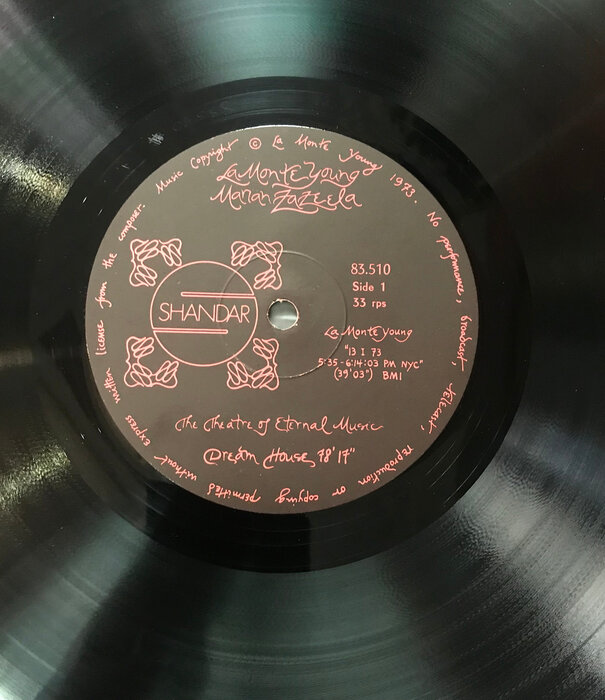 Music Copyright © La Monte Young 1973. No performance, broadcast, telecast, reproduction or copying permitted without express written license from the composer.
La Monte Young
Marian Zazeela
SHANDAR
83.510
Side 1
33 rps
La Monte Young
"13 I 73
5:35-6:14:03 PM NYC"
(39'03") BMI
The Theatre of Eternal Music
Dream House 78'17"